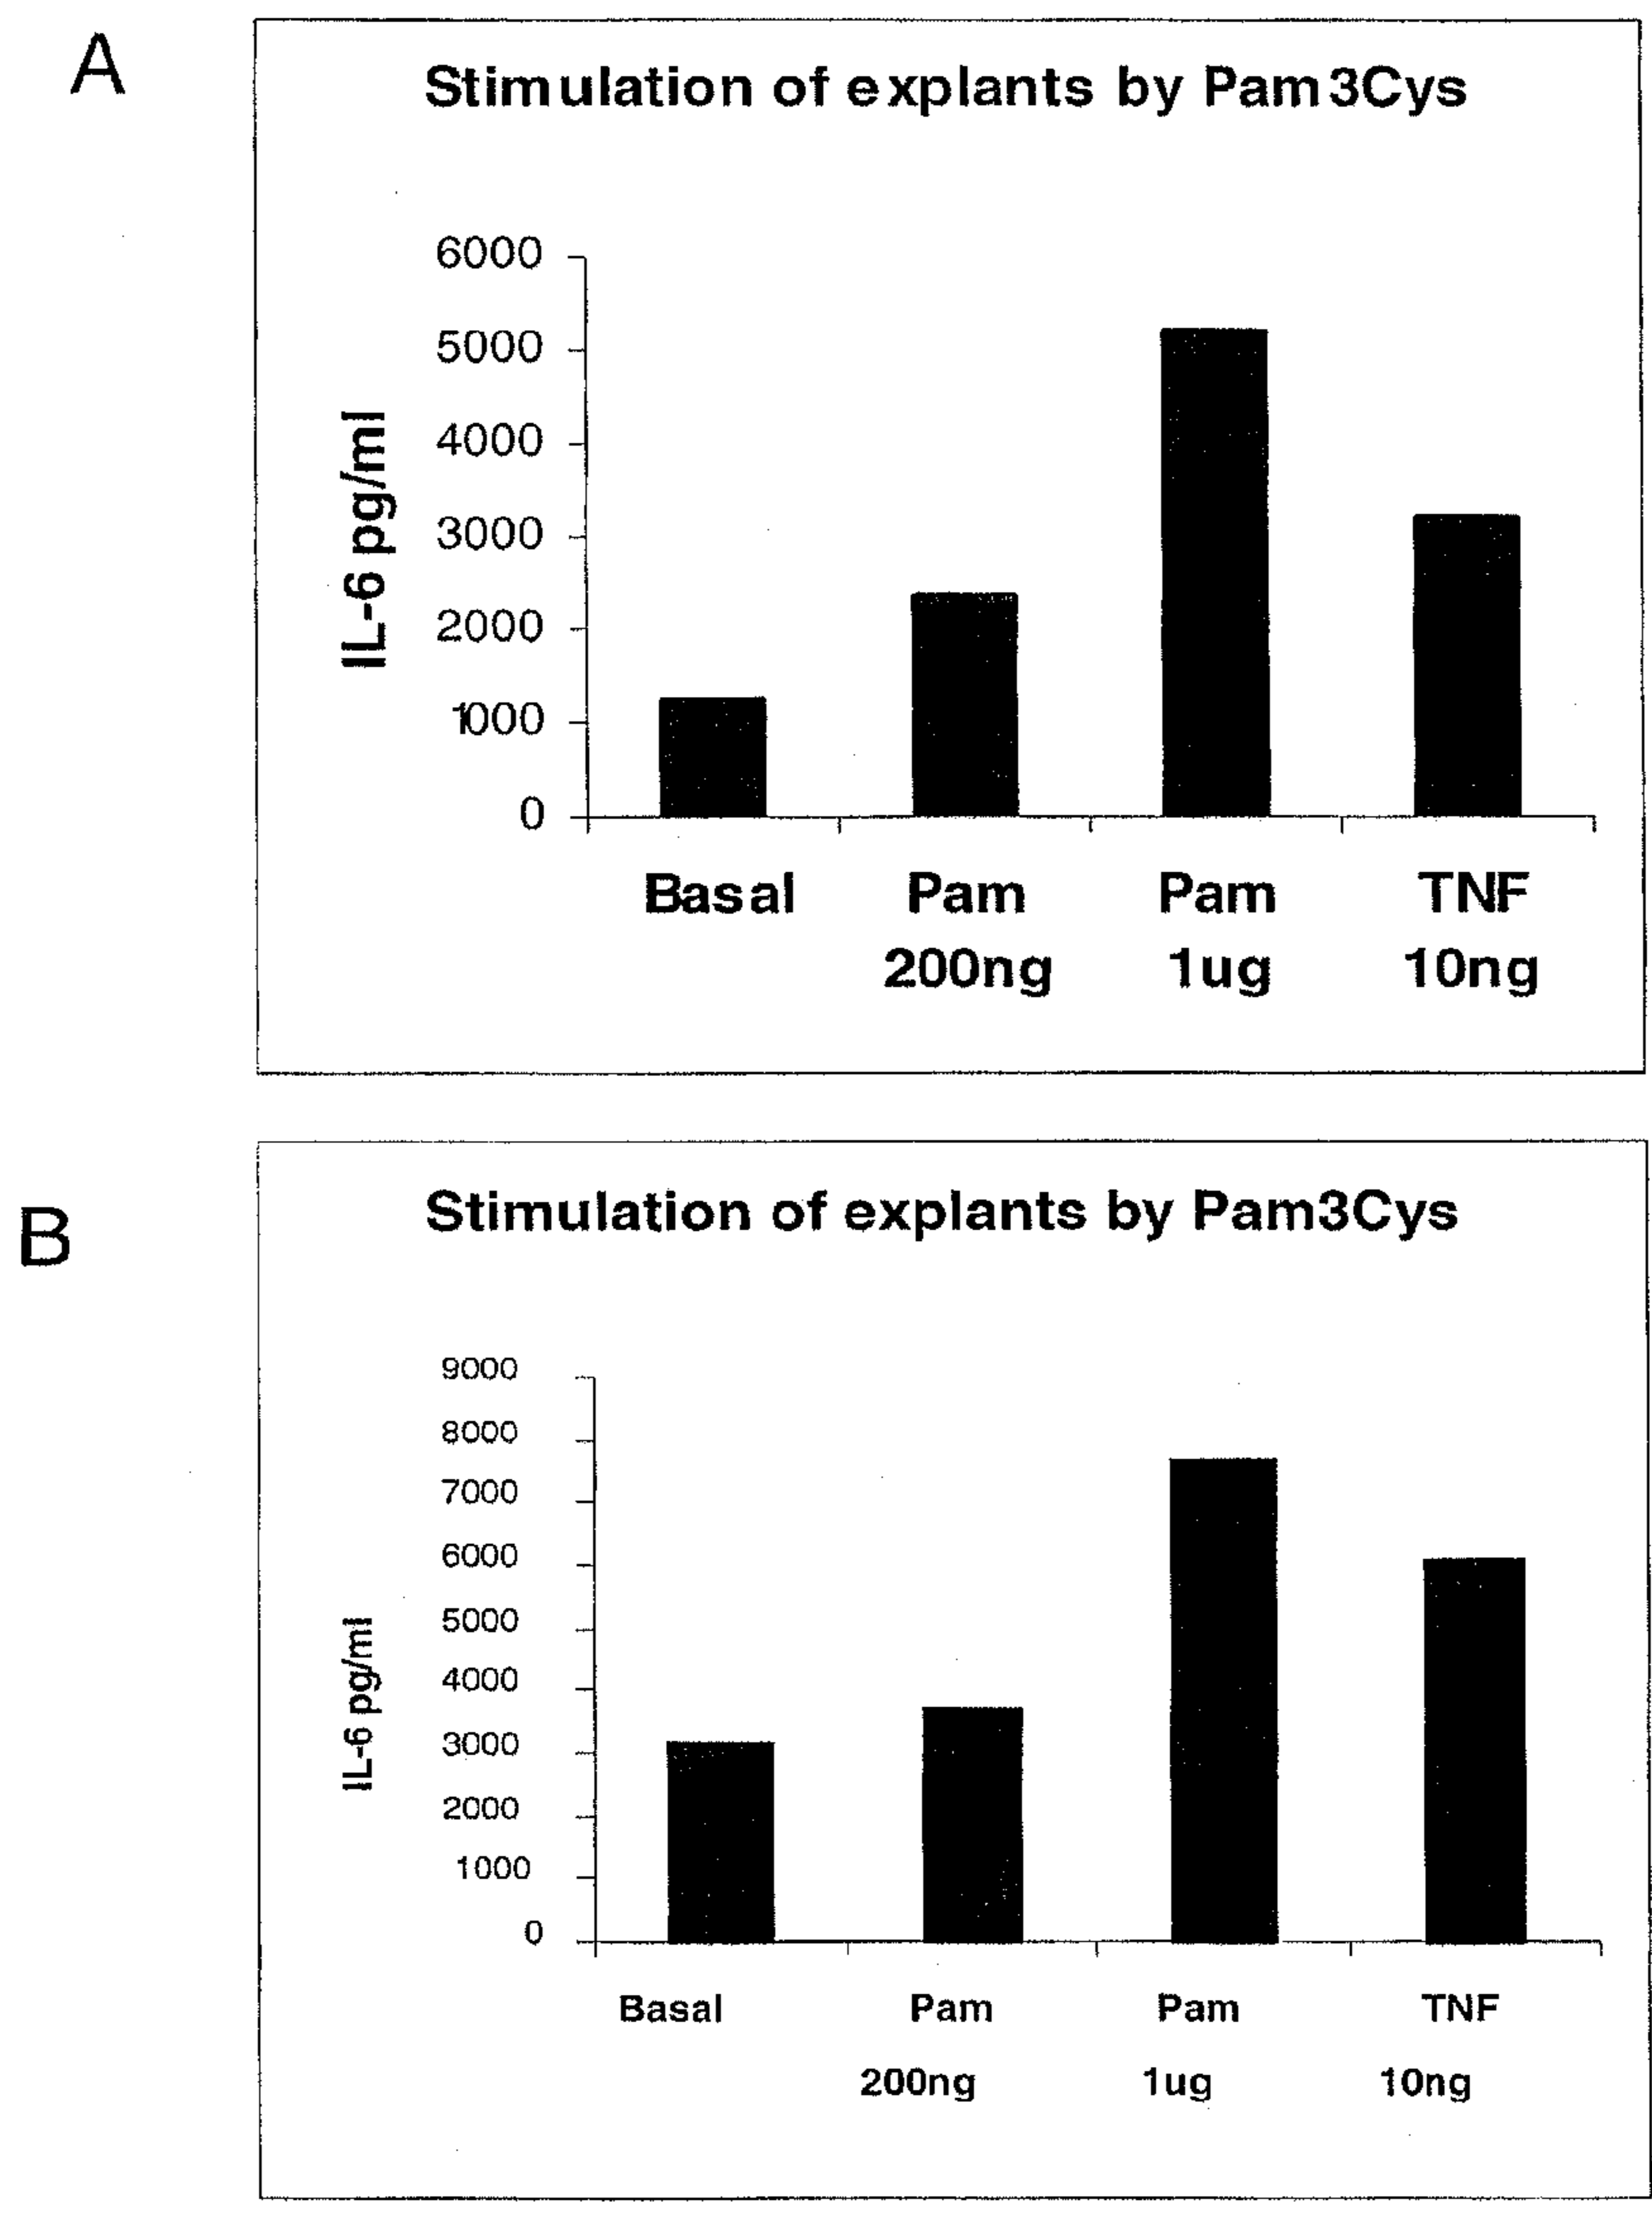 A
Stimulation of explants by Pam3Cys
6000
5000
4000
3000
2000
1000
0
IL-6 pg/ml
Basal Pam Pam TNF
200ng 1ug 10ng
B
Stimulation of explants by Pam3Cys
9000
8000
7000
6000
5000
4000
3000
2000
1000
0
IL-6 pg/ml
Basal Pam Pam TNF
200ng 1ug 10ng